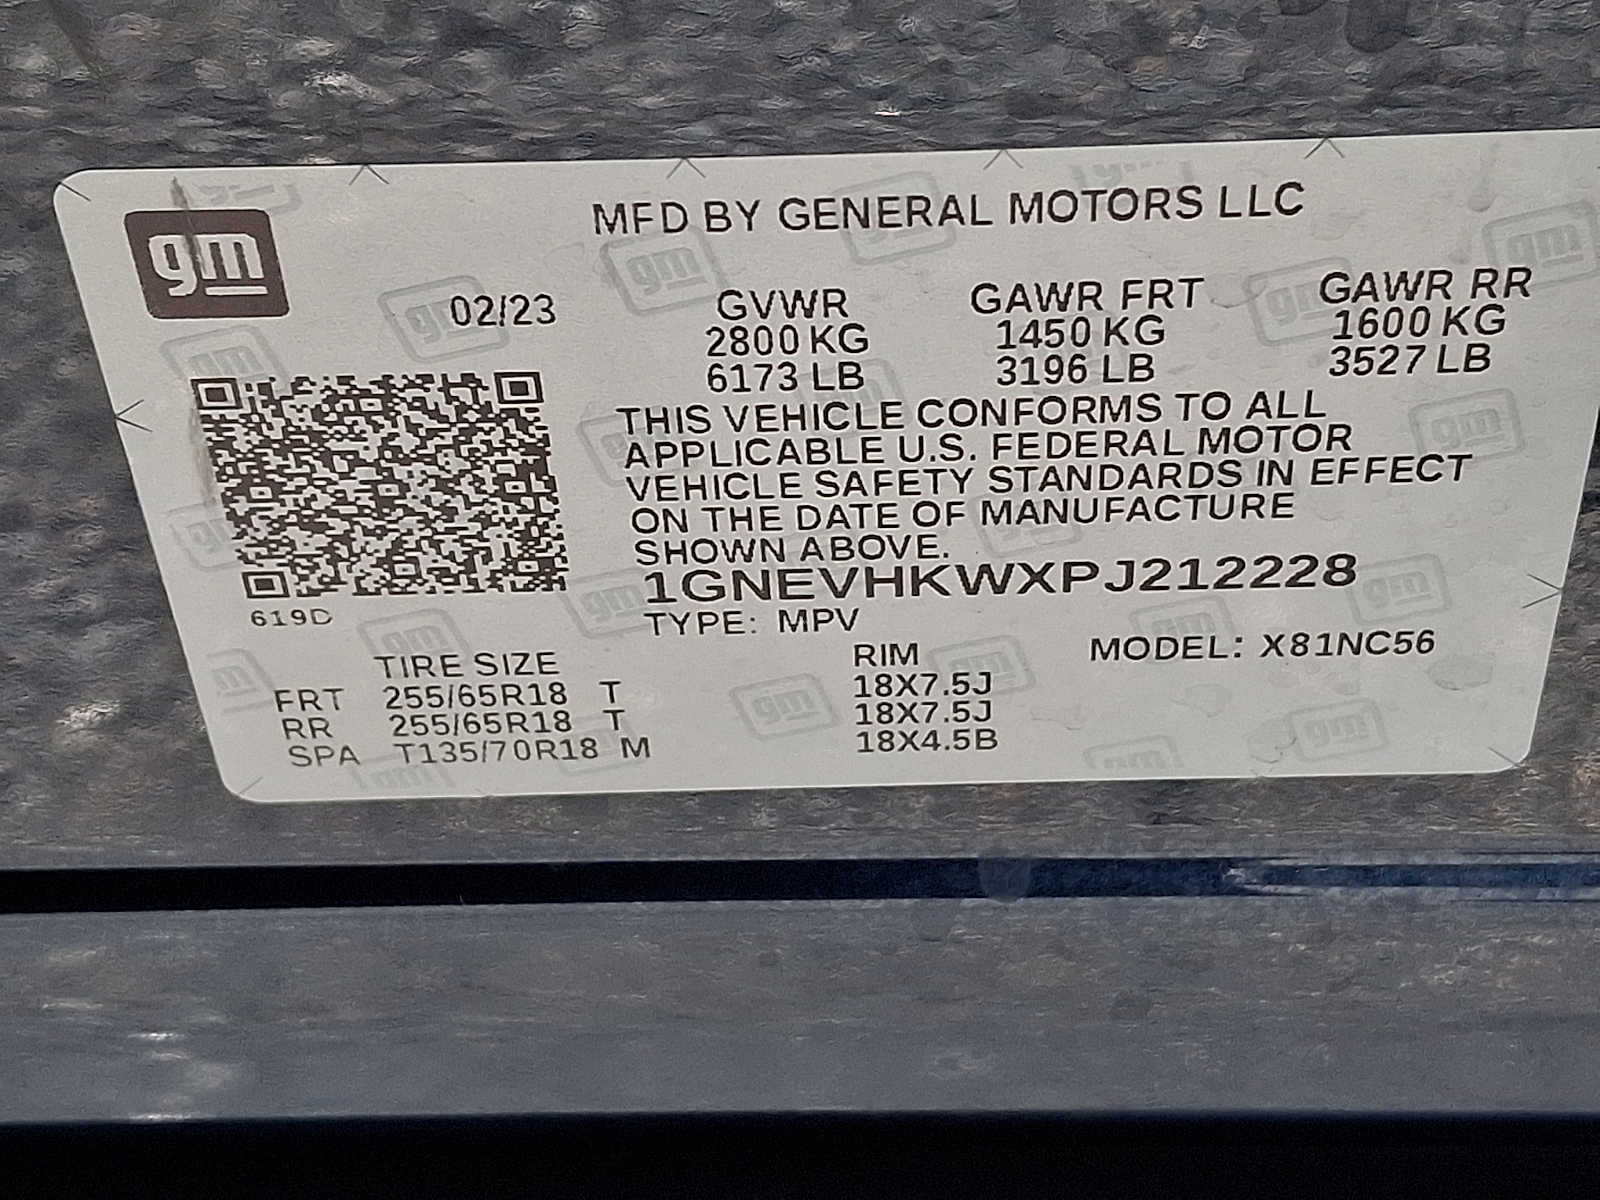 gm
MFD BY GENERAL MOTORS LLC
02/23 GVWR GAWR FRT GAWR RR
2800 KG 1450 KG 1600 KG
6173 LB 3196 LB 3527 LB
THIS VEHICLE CONFORMS TO ALL
APPLICABLE U.S. FEDERAL MOTOR
VEHICLE SAFETY STANDARDS IN EFFECT
ON THE DATE OF MANUFACTURE
SHOWN ABOVE.
1GNEVHKWXPJ212228
619D
TYPE: MPV
MODEL: X81NC56
TIRE SIZE RIM
FRT 255/65R18 T 18X7.5J
RR 255/65R18 T 18X7.5J
SPA T135/70R18 M 18X4.5B